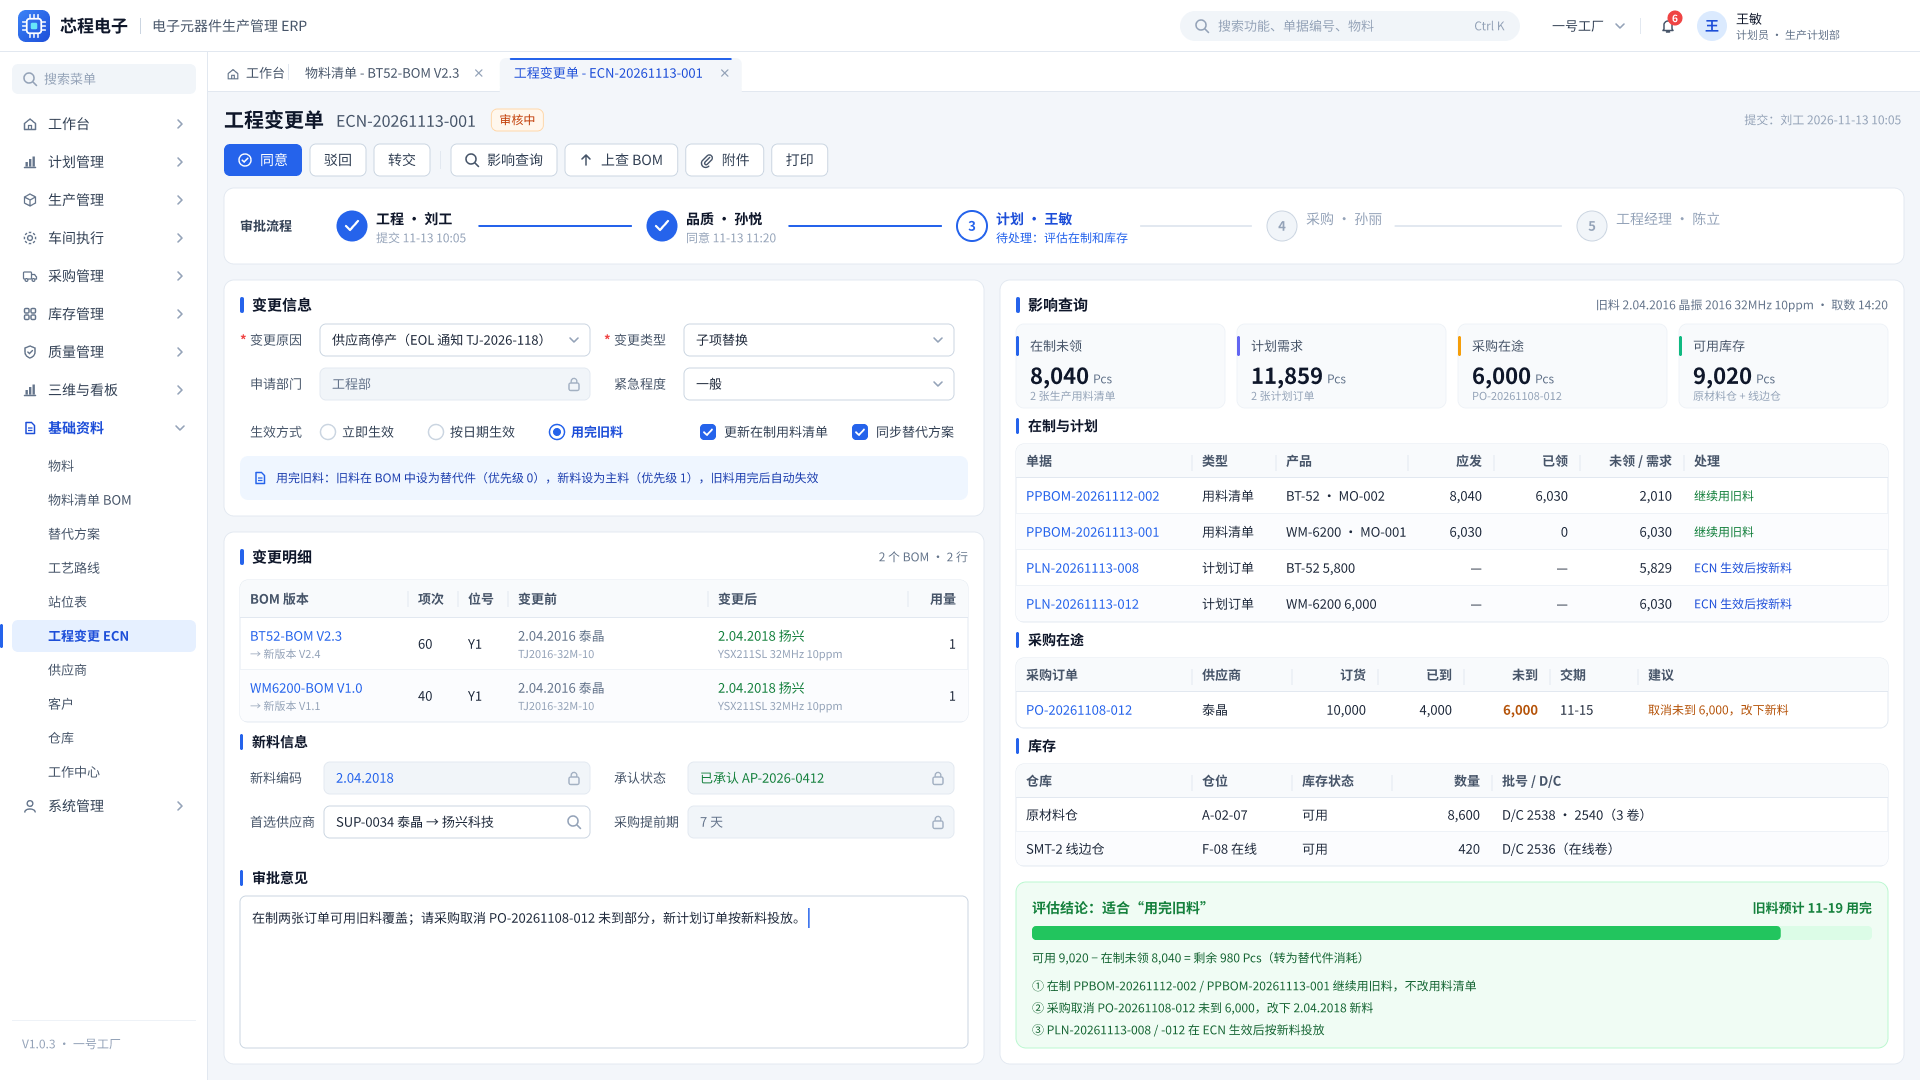 芯程电子 电子元器件生产管理 ERP
搜索功能、单据编号、物料 Ctrl K
一号工厂
6
王
王敏
计划员 · 生产计划部
搜索菜单
工作台
计划管理
生产管理
车间执行
采购管理
库存管理
质量管理
三维与看板
基础资料
物料
物料清单 BOM
替代方案
工艺路线
站位表
工程变更 ECN
供应商
客户
仓库
工作中心
系统管理
V1.0.3 · 一号工厂
工作台 物料清单 - BT52-BOM V2.3 工程变更单 - ECN-20261113-001
工程变更单 ECN-20261113-001 审核中 提交：刘工 2026-11-13 10:05
同意 驳回 转交 影响查询 上查 BOM 附件 打印
审批流程
工程 · 刘工
提交 11-13 10:05
品质 · 孙悦
同意 11-13 11:20
3 计划 · 王敏
待处理：评估在制和库存
4 采购 · 孙丽
5 工程经理 · 陈立
变更信息
* 变更原因 供应商停产（EOL 通知 TJ-2026-118） * 变更类型 子项替换
申请部门 工程部 紧急程度 一般
生效方式 立即生效 按日期生效 用完旧料 更新在制用料清单 同步替代方案
用完旧料：旧料在 BOM 中设为替代件（优先级 0），新料设为主料（优先级 1），旧料用完后自动失效
变更明细 2 个 BOM · 2 行
BOM 版本 项次 位号 变更前 变更后 用量
BT52-BOM V2.3 60 Y1 2.04.2016 泰晶 2.04.2018 扬兴 1
→ 新版本 V2.4 TJ2016-32M-10 YSX211SL 32MHz 10ppm
WM6200-BOM V1.0 40 Y1 2.04.2016 泰晶 2.04.2018 扬兴 1
→ 新版本 V1.1 TJ2016-32M-10 YSX211SL 32MHz 10ppm
新料信息
新料编码 2.04.2018 承认状态 已承认 AP-2026-0412
首选供应商 SUP-0034 泰晶 → 扬兴科技 采购提前期 7 天
审批意见
在制两张订单可用旧料覆盖；请采购取消 PO-20261108-012 未到部分，新计划订单按新料投放。
影响查询 旧料 2.04.2016 晶振 2016 32MHz 10ppm · 取数 14:20
在制未领
8,040 Pcs
2 张生产用料清单
计划需求
11,859 Pcs
2 张计划订单
采购在途
6,000 Pcs
PO-20261108-012
可用库存
9,020 Pcs
原材料仓 + 线边仓
在制与计划
单据 类型 产品 应发 已领 未领 / 需求 处理
PPBOM-20261112-002 用料清单 BT-52 · MO-002 8,040 6,030 2,010 继续用旧料
PPBOM-20261113-001 用料清单 WM-6200 · MO-001 6,030 0 6,030 继续用旧料
PLN-20261113-008 计划订单 BT-52 5,800 — — 5,829 ECN 生效后按新料
PLN-20261113-012 计划订单 WM-6200 6,000 — — 6,030 ECN 生效后按新料
采购在途
采购订单 供应商 订货 已到 未到 交期 建议
PO-20261108-012 泰晶 10,000 4,000 6,000 11-15 取消未到 6,000，改下新料
库存
仓库 仓位 库存状态 数量 批号 / D/C
原材料仓 A-02-07 可用 8,600 D/C 2538 · 2540（3 卷）
SMT-2 线边仓 F-08 在线 可用 420 D/C 2536（在线卷）
评估结论：适合“用完旧料” 旧料预计 11-19 用完
可用 9,020 − 在制未领 8,040 = 剩余 980 Pcs（转为替代件消耗）
① 在制 PPBOM-20261112-002 / PPBOM-20261113-001 继续用旧料，不改用料清单
② 采购取消 PO-20261108-012 未到 6,000，改下 2.04.2018 新料
③ PLN-20261113-008 / -012 在 ECN 生效后按新料投放